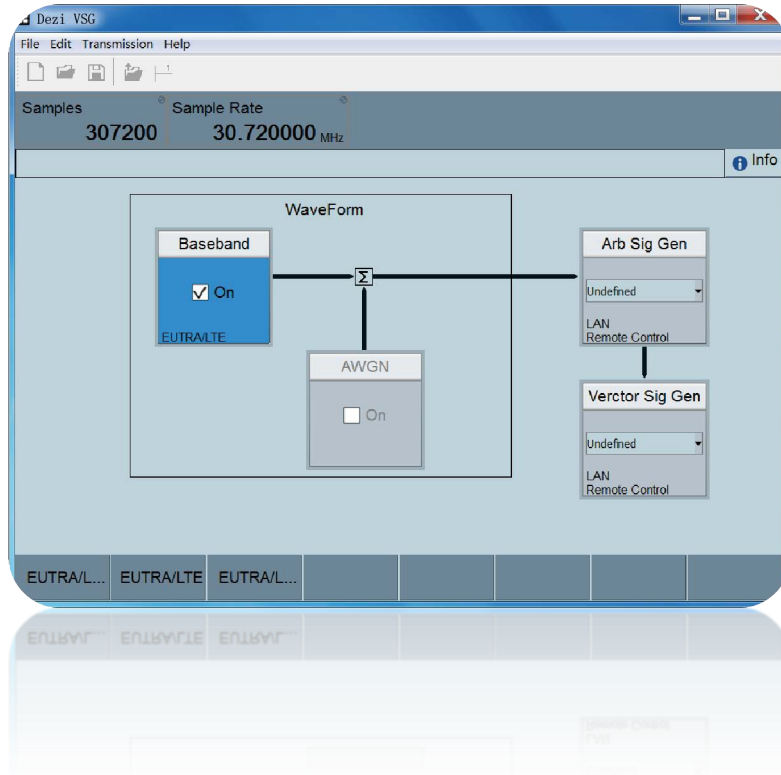 Dezi VSG
File Edit Transmission Help
Samples
307200
Sample Rate
30.720000 MHz
Info
WaveForm
Baseband
On
EUTRA/LTE
Σ
AWGN
On
Arb Sig Gen
Undefined
LAN
Remote Control
Verctor Sig Gen
Undefined
LAN
Remote Control
EUTRA/L... EUTRA/LTE EUTRA/L...